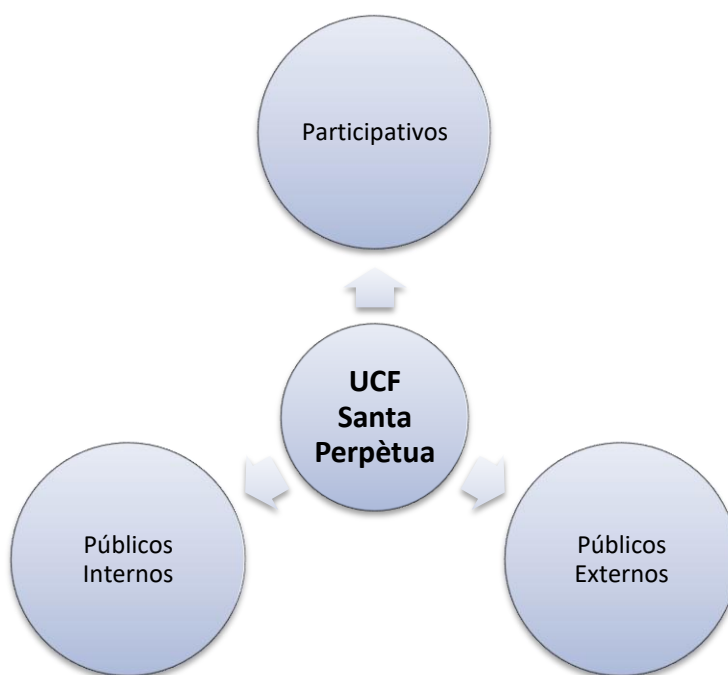 Participativos
UCF
Santa
Perpètua
Públicos
Internos
Públicos
Externos